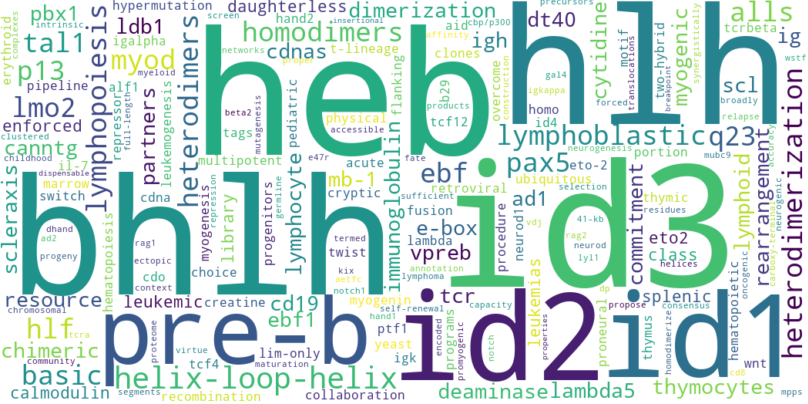 heb
hlh
bhlh
id3
pre-b
id2
id1
helix-loop-helix
heterodimerization
lymphoblastic
homodimers
heterodimers
lymphopoiesis
dimerization
daughterless
hypermutation
pbx1
intrinsic
tal1
ldb1
p13
myod
pipeline
lmo2
enforced
canntg
clustered
childhood
dispensable
il-7
marrow
switch
scleraxis
erythroid
complexes
networks
igalpha
cdnas
alf1
myeloid
repressor
full-length
partners
leukemogenesis
tags
beta2
mutagenesis
accessible
multipotent
physical
pediatric
lymphocyte
acute
e47r
fate
mb-1
cryptic
cdna
rag1
ectopic
context
cdo
choice
myogenesis
repression
library
progenitors
germline
twist
termed
kix
aetfc
notch1
immunoglobulin
flanking
hematopoiesis
dhand
ad2
progeny
resource
chromosomal
hlf
tcra
chimeric
community
basic
calmodulin
segments
proteome
virtue
tcf4
recombination
maturation
lim-only
leukemic
creatine
cd19
ebf1
myogenin
hand1
ptf1
yeast
igk
collaboration
self-renewal
encoded
promyogenic
tcr
capacity
programs
notch
properties
deaminase
lambda5
leukemias
dp
proneural
propose
homodimerize
consensus
thymus
splenic
hematopoietic
oncogenic
wnt
cd8
thymocytes
mpps
screen
hand2
aid
cbp/p300
insertional
t-lineage
affinity
igh
proper
clones
b29
products
tcf12
overcome
construction
dt40
precursors
cytidine
motif
two-hybrid
translocations
gal4
homo
id4
forced
breakpoint
myogenic
synergistically
tcrbeta
alls
ig
scl
wstf
igkappa
broadly
relapse
q23
neurogenesis
mubc9
pax5
eto-2
portion
ebf
retroviral
ubiquitous
sufficient
selection
thymic
fusion
ad1
vdj
41-kb
residues
e-box
neurod1
rag2
neurod
lyl1
lambda
procedure
annotation
vpreb
lymphoma
commitment
eto2
class
helices
lymphoid
carboxy-terminal
rearrangement
accuracy
neurogenic